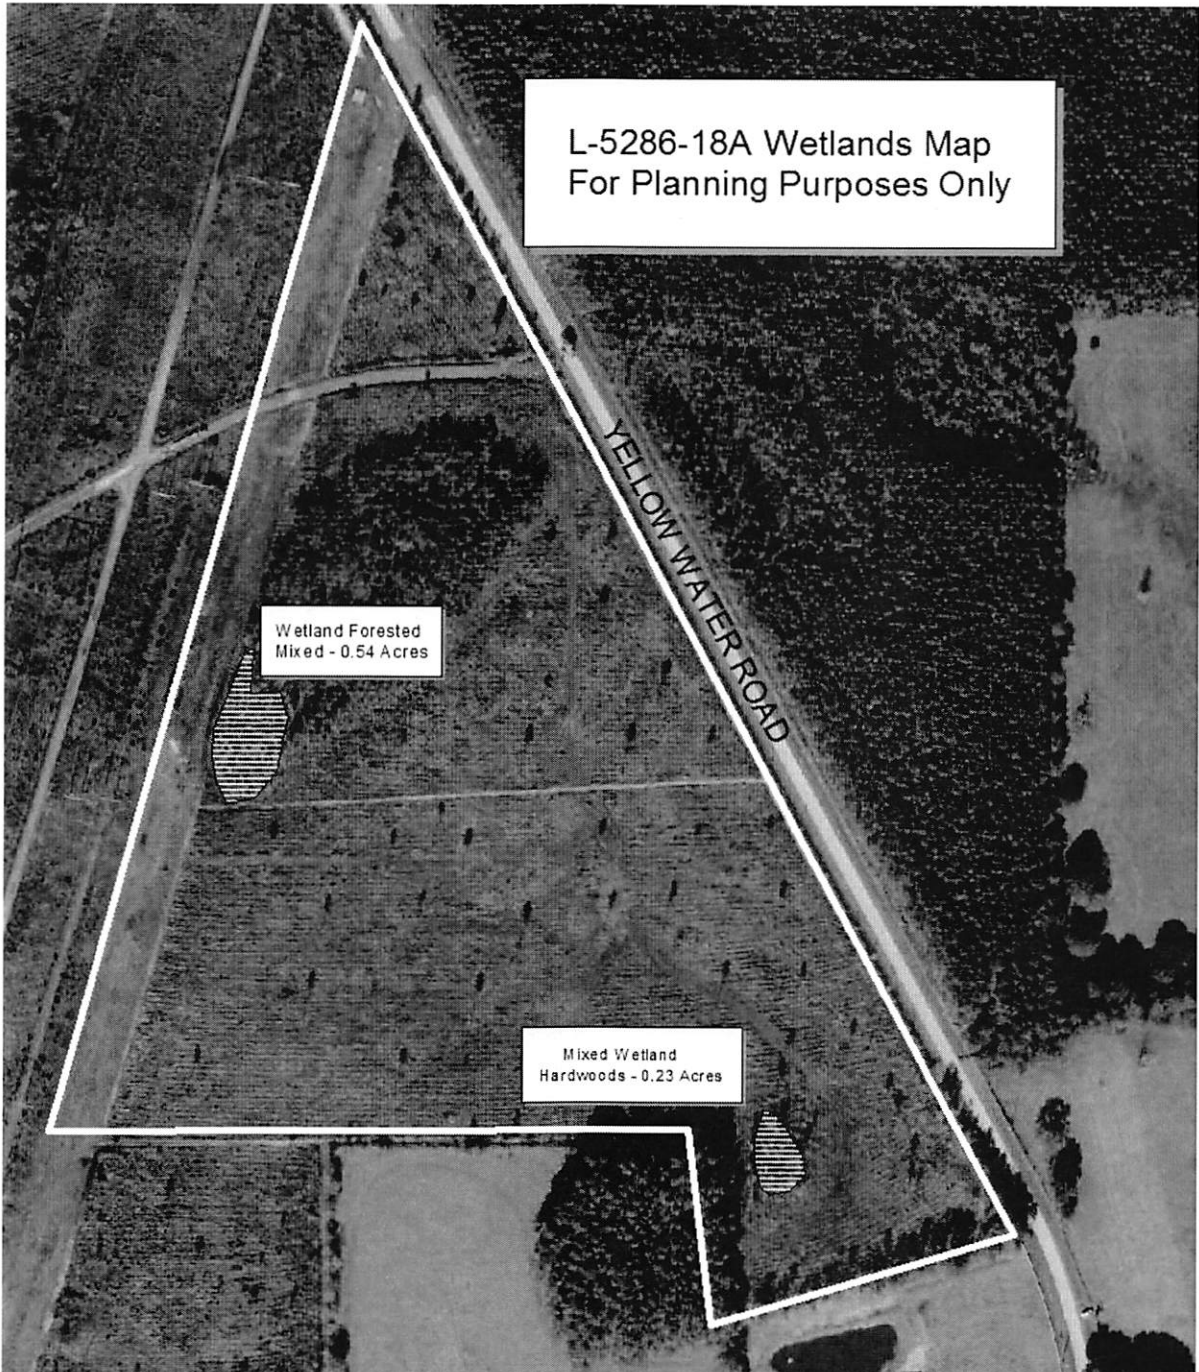 L-5286-18A Wetlands Map
For Planning Purposes Only
YELLOW WATER ROAD
Wetland Forested
Mixed - 0.54 Acres
Mixed Wetland
Hardwoods - 0.23 Acres